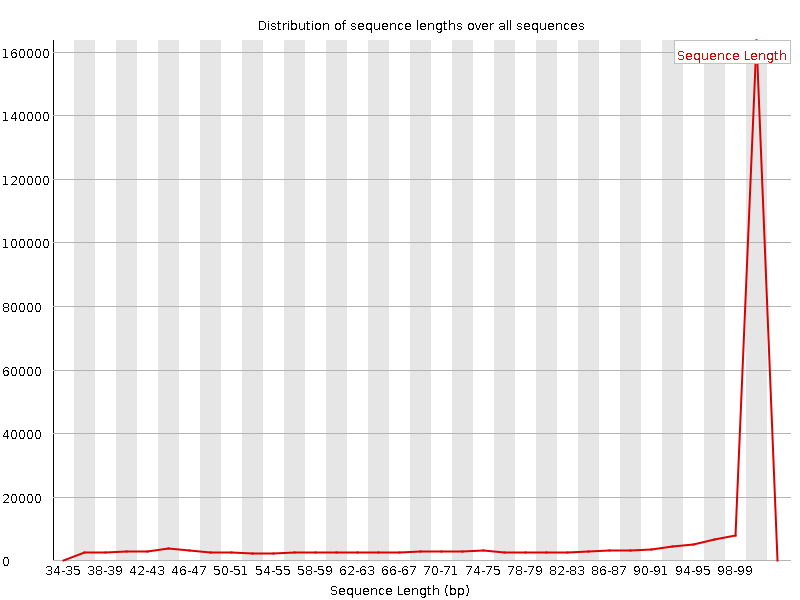 Distribution of sequence lengths over all sequences
Sequence Length
160000
140000
120000
100000
80000
60000
40000
20000
0
34-35 38-39 42-43 46-47 50-51 54-55 58-59 62-63 66-67 70-71 74-75 78-79 82-83 86-87 90-91 94-95 98-99
Sequence Length (bp)